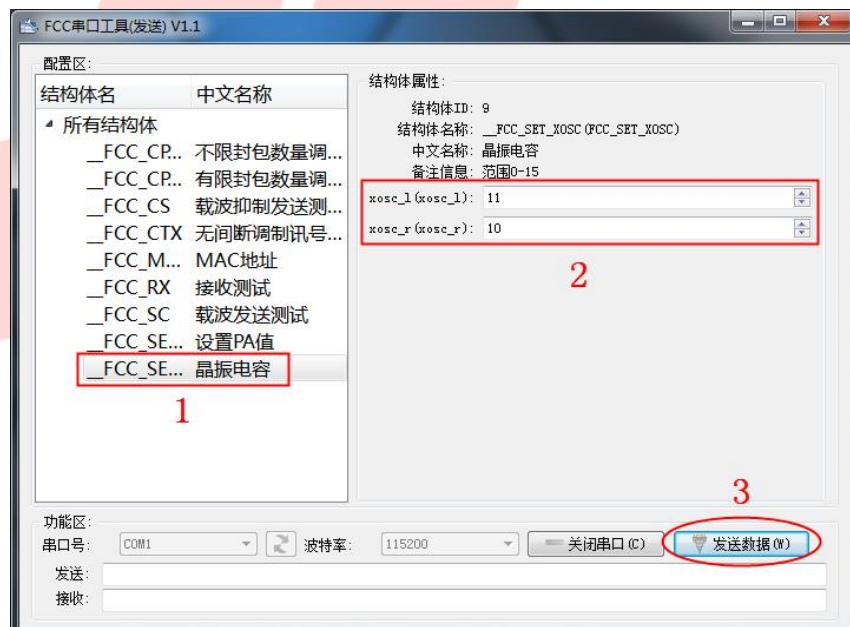 FCC串口工具(发送) V1.1
配置区:
结构体名 中文名称
所有结构体
__FCC_CP... 不限封包数量调...
__FCC_CP... 有限封包数量调...
__FCC_CS 载波抑制发送测...
__FCC_CTX 无间断调制讯号...
__FCC_M... MAC地址
__FCC_RX 接收测试
__FCC_SC 载波发送测试
__FCC_SE... 设置PA值
__FCC_SE... 晶振电容
1
结构体属性:
结构体ID: 9
结构体名称: __FCC_SET_XOSC(FCC_SET_XOSC)
中文名称: 晶振电容
备注信息: 范围0-15
xosc_l(xosc_l): 11
xosc_r(xosc_r): 10
2
3
功能区:
串口号: COM1 波特率: 115200 关闭串口(C) 发送数据(W)
发送:
接收: